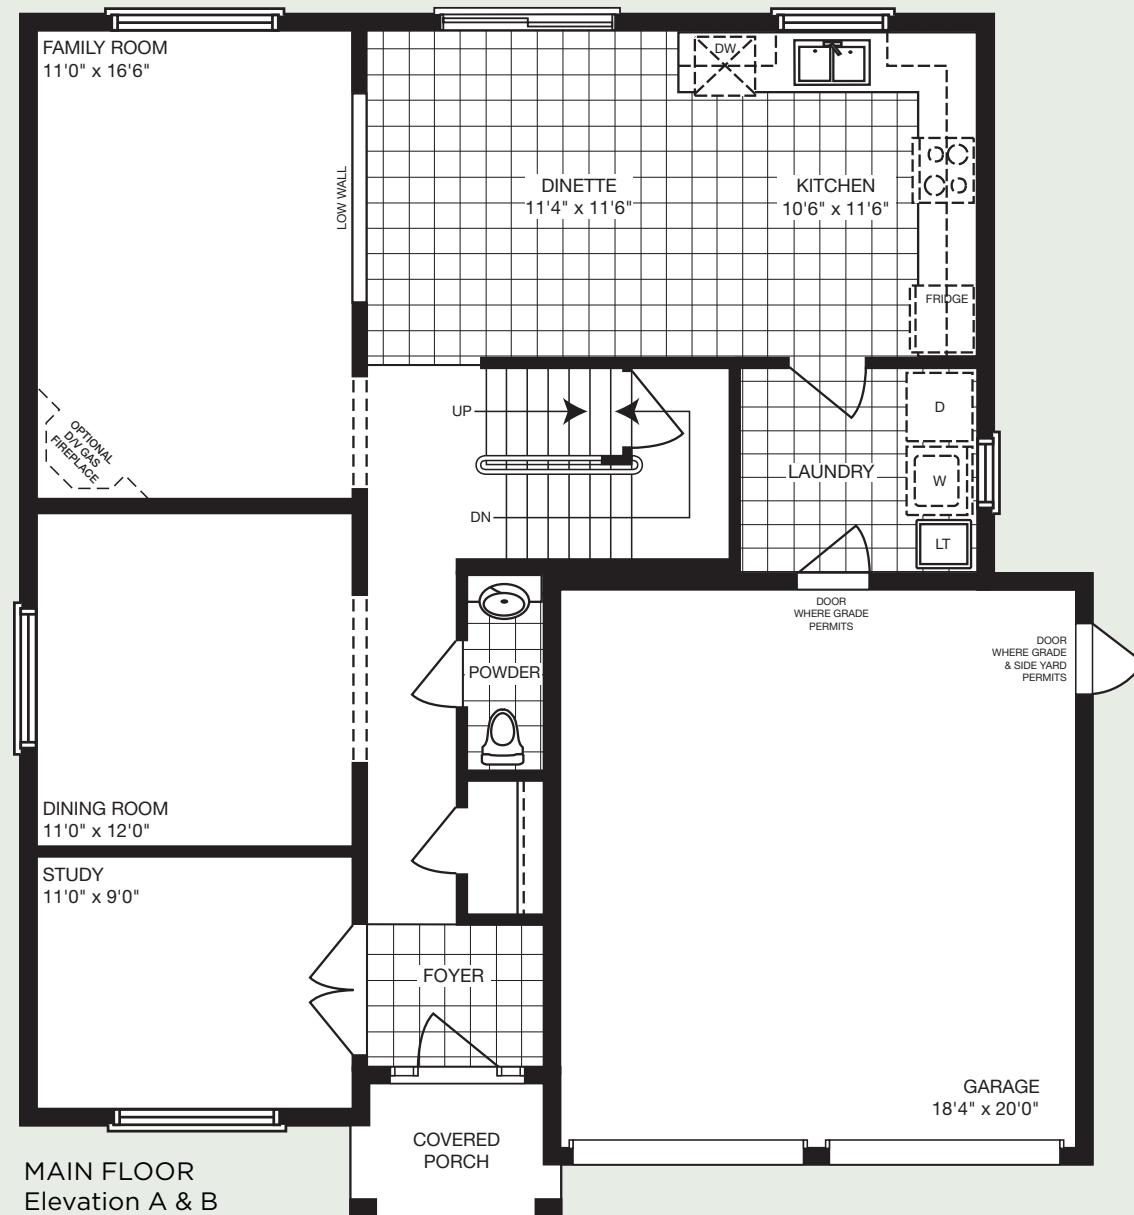 FAMILY ROOM
11'0" x 16'6"
DW
LOW WALL
DINETTE
11'4" x 11'6"
KITCHEN
10'6" x 11'6"
FRIDGE
UP
DN
OPTIONAL
D/V GAS
FIREPLACE
LAUNDRY
D
W
LT
DOOR
WHERE GRADE
PERMITS
DOOR
WHERE GRADE
& SIDE YARD
PERMITS
POWDER
DINING ROOM
11'0" x 12'0"
STUDY
11'0" x 9'0"
FOYER
GARAGE
18'4" x 20'0"
COVERED
PORCH
MAIN FLOOR
Elevation A & B